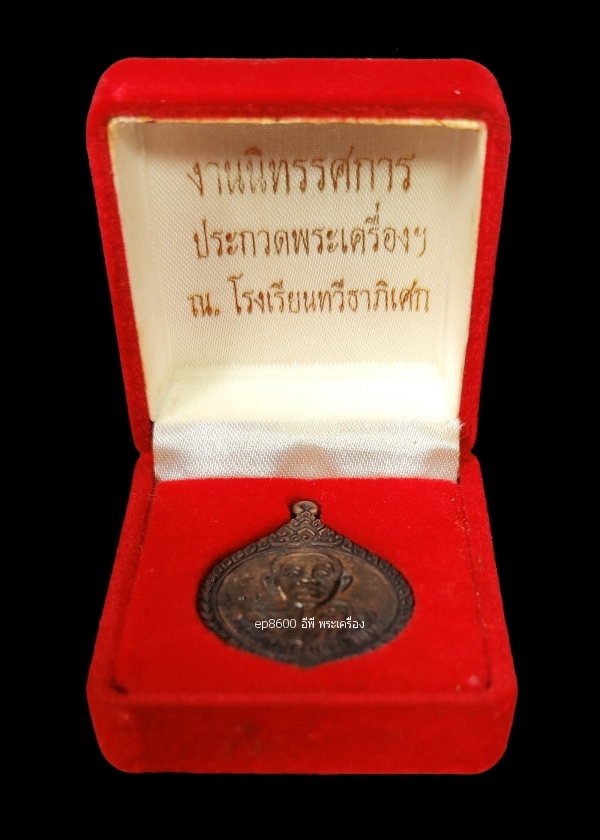 งานนิทรรศการ
ประกวดพระเครื่องฯ
ณ. โรงเรียนทวีธาภิเศก
ep8600 อีพี พระเครื่อง